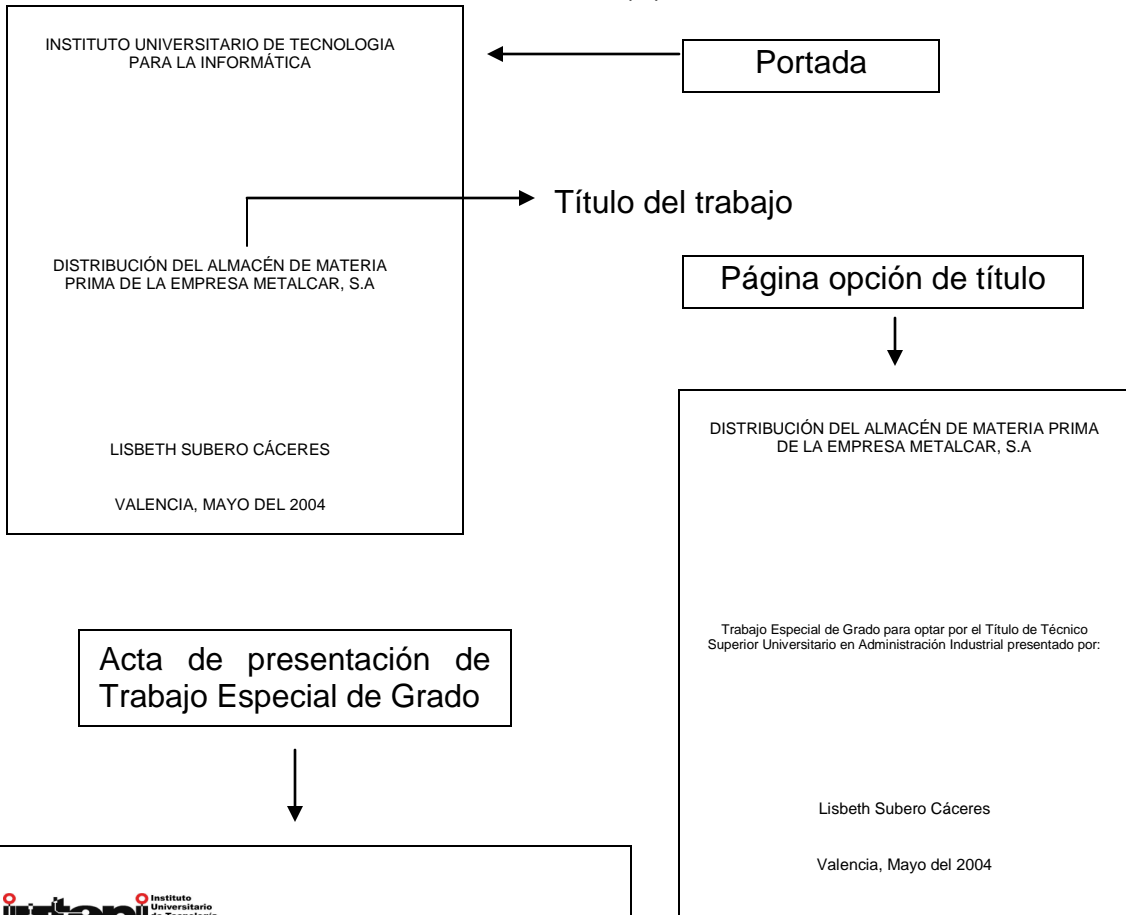 INSTITUTO UNIVERSITARIO DE TECNOLOGIA
PARA LA INFORMÁTICA
Portada
Título del trabajo
DISTRIBUCIÓN DEL ALMACÉN DE MATERIA
PRIMA DE LA EMPRESA METALCAR, S.A
LISBETH SUBERO CÁCERES
VALENCIA, MAYO DEL 2004
Página opción de título
DISTRIBUCIÓN DEL ALMACÉN DE MATERIA PRIMA
DE LA EMPRESA METALCAR, S.A
Trabajo Especial de Grado para optar por el Título de Técnico
Superior Universitario en Administración Industrial presentado por:
Lisbeth Subero Cáceres
Valencia, Mayo del 2004
Acta de presentación de
Trabajo Especial de Grado
Instituto
Universitario
de Tecnología